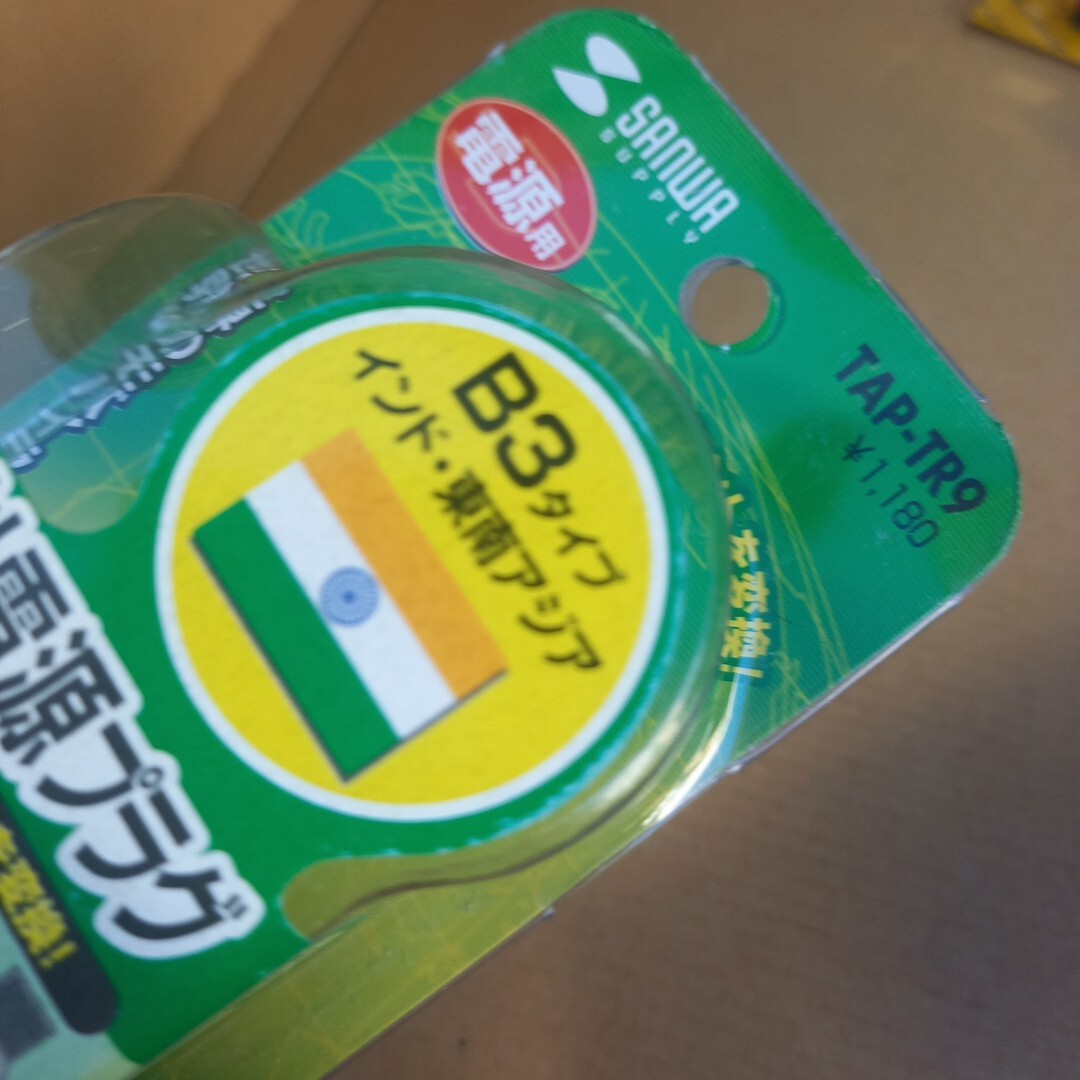 SANWA
SUPPLY
電源用
TAP-TR9
¥1,180
B3タイプ
インド・東南アジア
電源プラグ
変換!